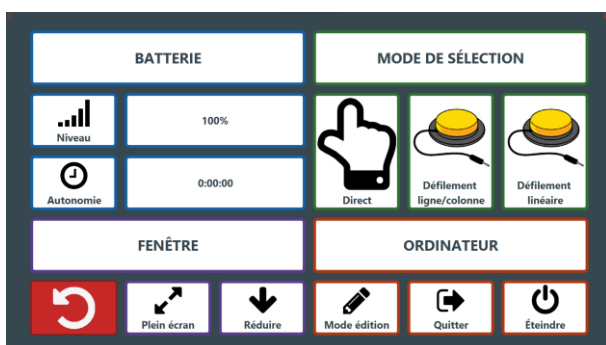 BATTERIE
MODE DE SÉLECTION
Niveau
100%
Autonomie
0:00:00
Direct
Défilement
ligne/colonne
Défilement
linéaire
FENÊTRE
ORDINATEUR
Plein écran
Réduire
Mode édition
Quitter
Éteindre